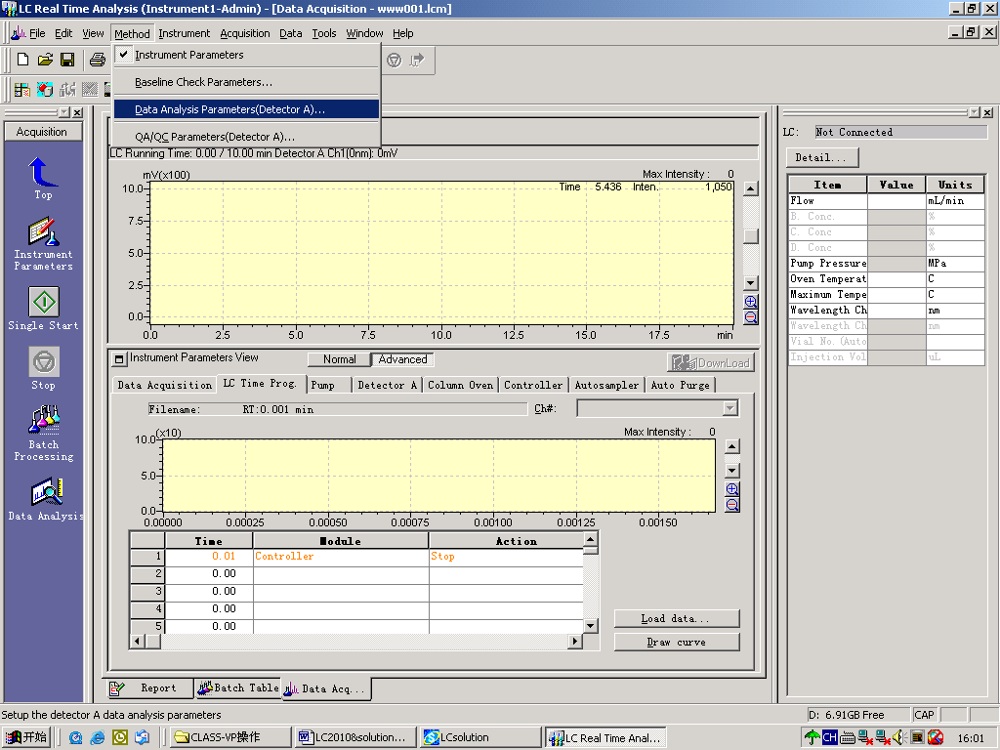 LC Real Time Analysis (Instrument1-Admin) - [Data Acquisition - www001.lcm]
File Edit View Method Instrument Acquisition Data Tools Window Help
Instrument Parameters
Baseline Check Parameters...
Data Analysis Parameters(Detector A)...
QA/QC Parameters(Detector A)...
Acquisition
Top
Instrument
Parameters
Single Start
Stop
Batch
Processing
Data Analysis
LC Running Time: 0.00 / 10.00 min Detector A Ch1(0nm): 0mV
mV(x100)
Max Intensity : 0
Time 5.436 Inten. 1,050
10.0
7.5
5.0
2.5
0.0
0.0 2.5 5.0 7.5 10.0 12.5 15.0 17.5 min
Instrument Parameters View Normal Advanced DownLoad
Data Acquisition LC Time Prog. Pump Detector A Column Oven Controller Autosampler Auto Purge
Filename: RT:0.001 min Ch#:
(x10)
Max Intensity : 0
10.0
5.0
0.0
0.00000 0.00025 0.00050 0.00075 0.00100 0.00125 0.00150
Time Module Action
1 0.01 Controller Stop
2 0.00
3 0.00
4 0.00
5 0.00
Load data...
Draw curve
Report Batch Table Data Acq...
LC: Not Connected
Detail...
Item Value Units
Flow mL/min
B. Conc. %
C. Conc %
D. Conc %
Pump Pressure MPa
Oven Temperat C
Maximum Tempe C
Wavelength Ch nm
Wavelength Ch nm
Vial No. (Auto
Injection Vol uL
Setup the detector A data analysis parameters
D: 6.91GB Free CAP
开始 CLASS-VP操作 LC2010&solution... LCsolution LC Real Time Anal... CH 16:01